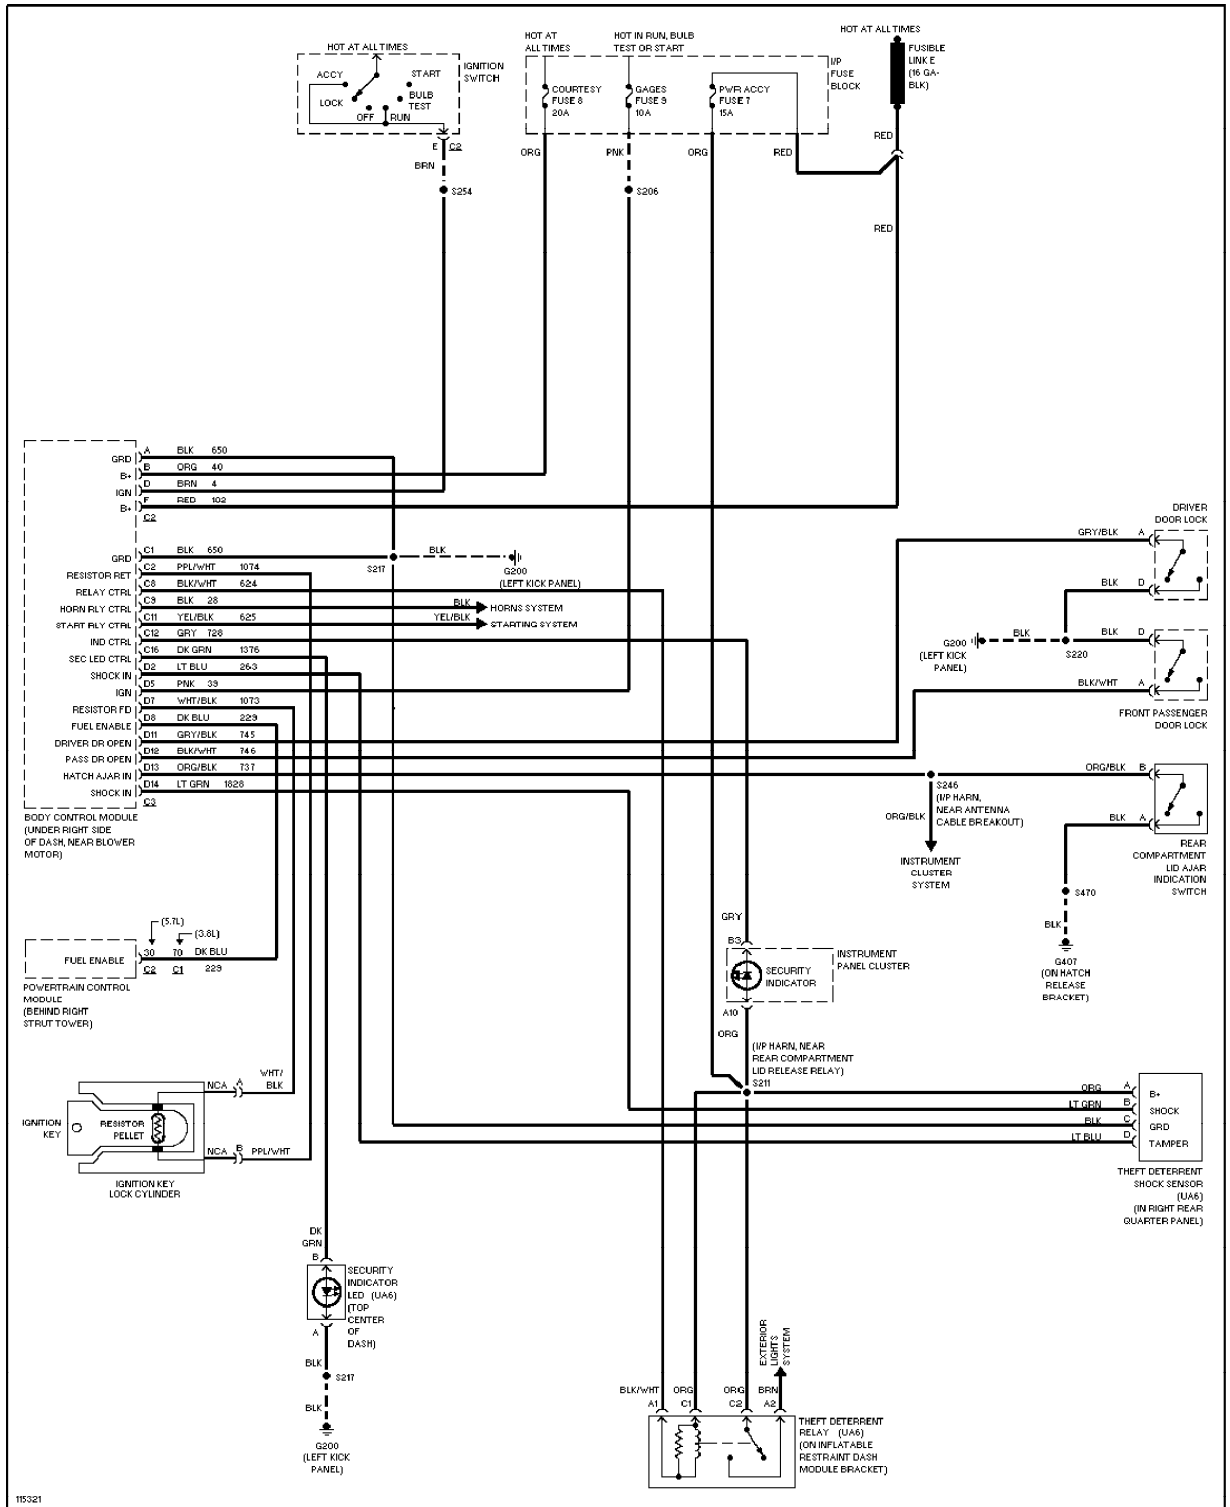 HOT AT ALL TIMES
ACCY
START
LOCK
BULB
TEST
OFF
RUN
IGNITION
SWITCH
E C2
BRN
S254
HOT AT
ALL TIMES
HOT IN RUN, BULB
TEST OR START
COURTESY
FUSE 8
20A
GAGES
FUSE 9
10A
PWR ACCY
FUSE 7
15A
I/P
FUSE
BLOCK
ORG
PNK
ORG
RED
S206
HOT AT ALL TIMES
FUSIBLE
LINK E
(16 GA-
BLK)
RED
RED
GRD A BLK 650
B+ B ORG 40
IGN D BRN 4
B+ F RED 102
C2
GRD C1 BLK 650
RESISTOR RET C2 PPL/WHT 1074
RELAY CTRL C8 BLK/WHT 624
HORN RLY CTRL C9 BLK 28
START RLY CTRL C11 YEL/BLK 625
IND CTRL C12 GRY 728
SEC LED CTRL C16 DK GRN 1376
SHOCK IN D2 LT BLU 263
IGN D5 PNK 39
RESISTOR FD D7 WHT/BLK 1073
FUEL ENABLE D8 DK BLU 229
DRIVER DR OPEN D11 GRY/BLK 745
PASS DR OPEN D12 BLK/WHT 746
HATCH AJAR IN D13 ORG/BLK 737
SHOCK IN D14 LT GRN 1828
C3
BODY CONTROL MODULE
(UNDER RIGHT SIDE
OF DASH, NEAR BLOWER
MOTOR)
S217
BLK
G200
(LEFT KICK PANEL)
BLK HORNS SYSTEM
YEL/BLK STARTING SYSTEM
DRIVER
DOOR LOCK
GRY/BLK A
BLK D
G200
(LEFT KICK
PANEL)
BLK
S220
BLK D
BLK/WHT A
FRONT PASSENGER
DOOR LOCK
ORG/BLK B
S246
(I/P HARN,
NEAR ANTENNA
CABLE BREAKOUT)
ORG/BLK
INSTRUMENT
CLUSTER
SYSTEM
BLK A
REAR
COMPARTMENT
LID AJAR
INDICATION
SWITCH
S470
BLK
G407
(ON HATCH
RELEASE
BRACKET)
(5.7L)
(3.8L)
FUEL ENABLE 30 70 DK BLU
C2 C1 229
POWERTRAIN CONTROL
MODULE
(BEHIND RIGHT
STRUT TOWER)
GRY
B3
SECURITY
INDICATOR
INSTRUMENT
PANEL CLUSTER
A10
ORG
(I/P HARN, NEAR
REAR COMPARTMENT
LID RELEASE RELAY)
S211
IGNITION
KEY
RESISTOR
PELLET
NCA A WHT/
BLK
NCA B PPL/WHT
IGNITION KEY
LOCK CYLINDER
ORG A B+
LT GRN B SHOCK
BLK C GRD
LT BLU D TAMPER
THEFT DETERRENT
SHOCK SENSOR
(UA6)
(IN RIGHT REAR
QUARTER PANEL)
DK
GRN
B
SECURITY
INDICATOR
LED (UA6)
(TOP
CENTER
OF
DASH)
A
BLK
S217
BLK
G200
(LEFT KICK
PANEL)
EXTERIOR
LIGHTS
SYSTEM
BLK/WHT ORG ORG BRN
A1 C1 C2 A2
THEFT DETERRENT
RELAY (UA6)
(ON INFLATABLE
RESTRAINT DASH
MODULE BRACKET)
115321